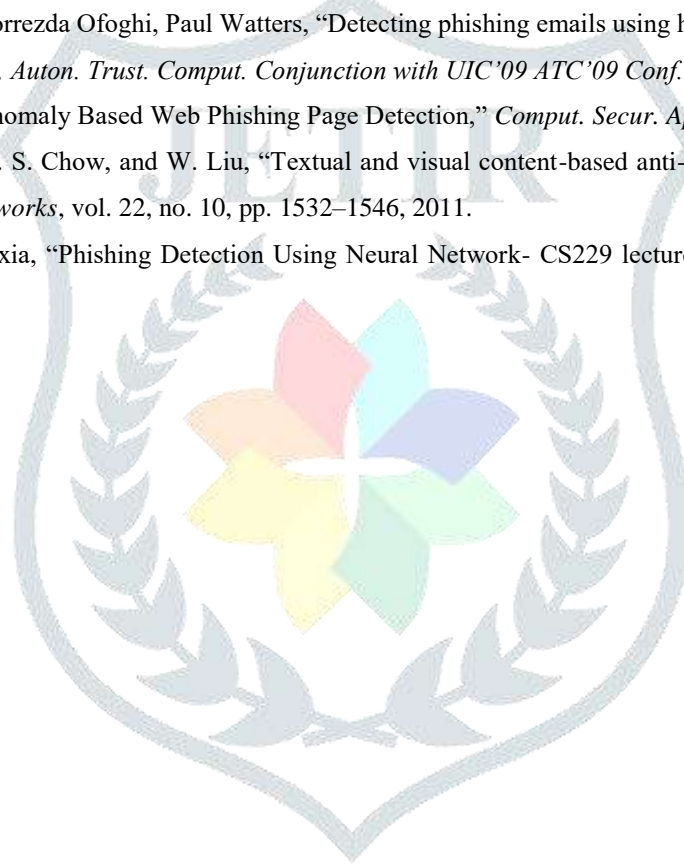 orrezda Ofoghi, Paul Watters, “Detecting phishing emails using h
, Auton. Trust. Comput. Conjunction with UIC’09 ATC’09 Conf.
nomaly Based Web Phishing Page Detection,” Comput. Secur. Ap
JETIR
. S. Chow, and W. Liu, “Textual and visual content-based anti-
works, vol. 22, no. 10, pp. 1532–1546, 2011.
xia, “Phishing Detection Using Neural Network- CS229 lecture